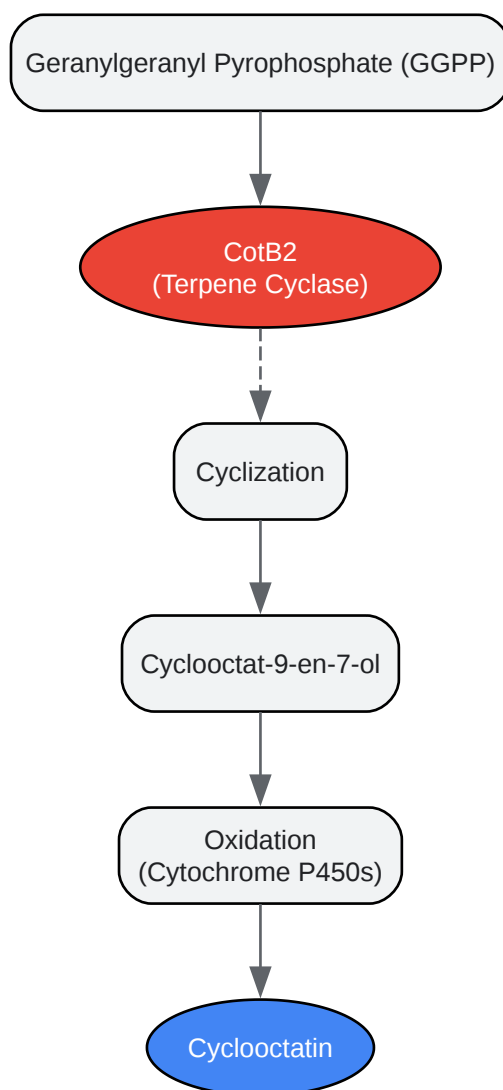 Geranylgeranyl Pyrophosphate (GGPP)
CotB2
(Terpene Cyclase)
Cyclization
Cyclooctat-9-en-7-ol
Oxidation
(Cytochrome P450s)
Cyclooctatin